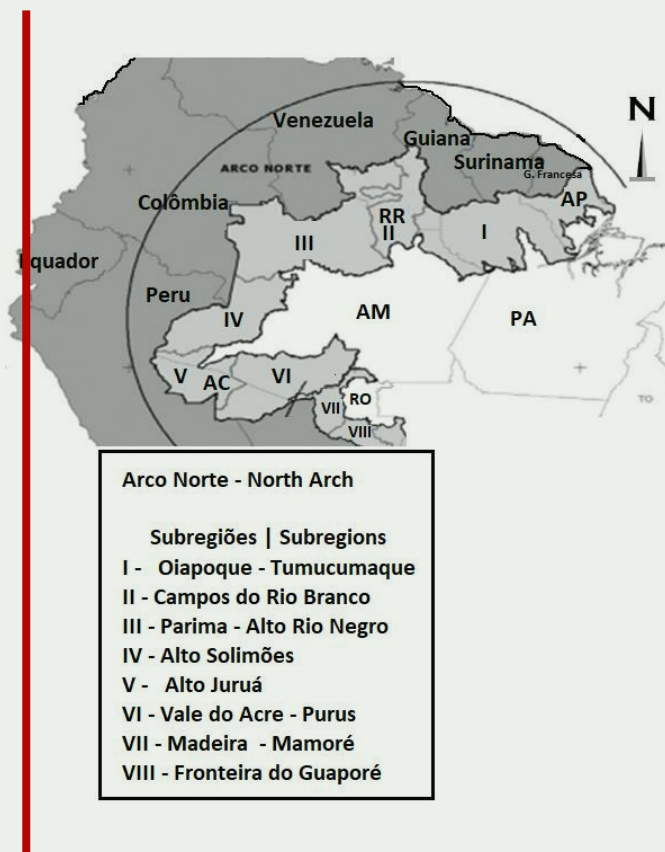 N
Venezuela
Guiana
Surinama
G. Francesa
ARCO NORTE
AP
Colômbia
RR
II
I
III
Equador
Peru
IV
AM
PA
V
AC
VI
RO
TO
VII
VIII
Arco Norte - North Arch
Subregiões | Subregions
I - Oiapoque - Tumucumaque
II - Campos do Rio Branco
III - Parima - Alto Rio Negro
IV - Alto Solimões
V - Alto Juruá
VI - Vale do Acre - Purus
VII - Madeira - Mamoré
VIII - Fronteira do Guaporé